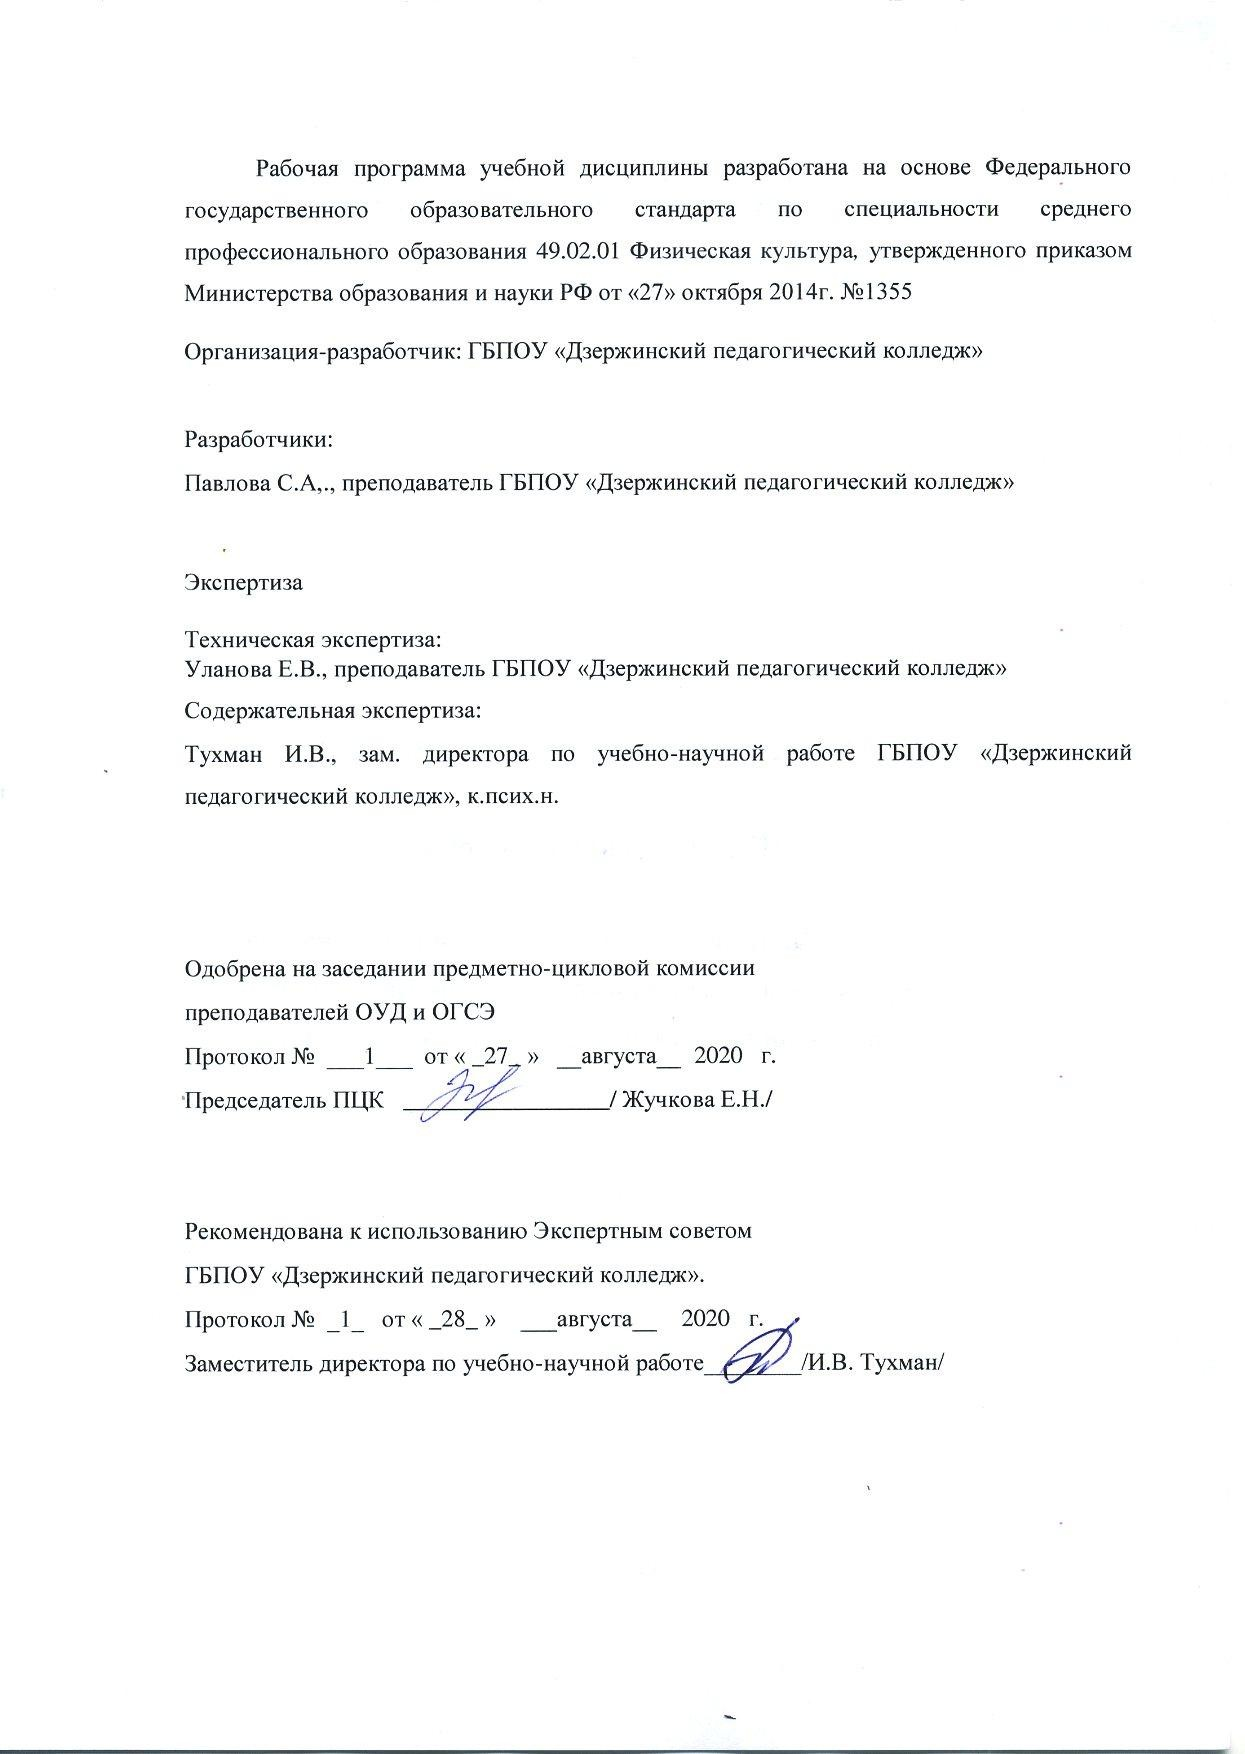 Рабочая программа учебной дисциплины разработана на основе Федерального
государственного образовательного стандарта по специальности среднего
профессионального образования 49.02.01 Физическая культура, утвержденного приказом
Министерства образования и науки РФ от «27» октября 2014г. №1355
Организация-разработчик: ГБПОУ «Дзержинский педагогический колледж»
Разработчики:
Павлова С.А,., преподаватель ГБПОУ «Дзержинский педагогический колледж»
Экспертиза
Техническая экспертиза:
Уланова Е.В., преподаватель ГБПОУ «Дзержинский педагогический колледж»
Содержательная экспертиза:
Тухман И.В., зам. директора по учебно-научной работе ГБПОУ «Дзержинский
педагогический колледж», к.псих.н.
Одобрена на заседании предметно-цикловой комиссии
преподавателей ОУД и ОГСЭ
Протокол № ___1___ от « _27_ » __августа__ 2020 г.
Председатель ПЦК _________________/ Жучкова Е.Н./
Рекомендована к использованию Экспертным советом
ГБПОУ «Дзержинский педагогический колледж».
Протокол № _1_ от « _28_ » ___августа__ 2020 г.
Заместитель директора по учебно-научной работе________/И.В. Тухман/